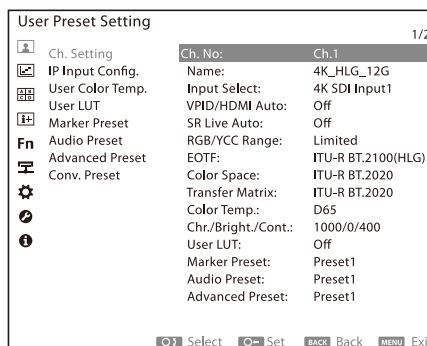 User Preset Setting
1/2
Ch. Setting
IP Input Config.
User Color Temp.
User LUT
Marker Preset
Audio Preset
Advanced Preset
Conv. Preset
Fn
Ch. No: Ch.1
Name: 4K_HLG_12G
Input Select: 4K SDI Input1
VPID/HDMI Auto: Off
SR Live Auto: Off
RGB/YCC Range: Limited
EOTF: ITU-R BT.2100(HLG)
Color Space: ITU-R BT.2020
Transfer Matrix: ITU-R BT.2020
Color Temp.: D65
Chr./Bright./Cont.: 1000/0/400
User LUT: Off
Marker Preset: Preset1
Audio Preset: Preset1
Advanced Preset: Preset1
Select Set BACK Back MENU Exi